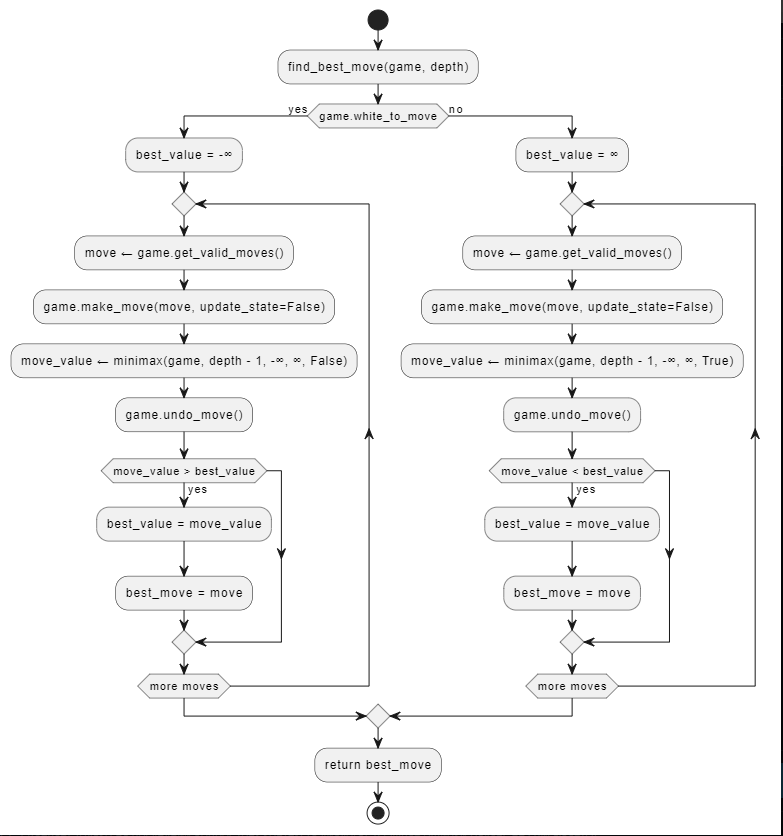 find_best_move(game, depth)
yes
game.white_to_move
no
best_value = -∞
move ← game.get_valid_moves()
game.make_move(move, update_state=False)
move_value ← minimax(game, depth - 1, -∞, ∞, False)
game.undo_move()
move_value > best_value
yes
best_value = move_value
best_move = move
more moves
best_value = ∞
move ← game.get_valid_moves()
game.make_move(move, update_state=False)
move_value ← minimax(game, depth - 1, -∞, ∞, True)
game.undo_move()
move_value < best_value
yes
best_value = move_value
best_move = move
more moves
return best_move